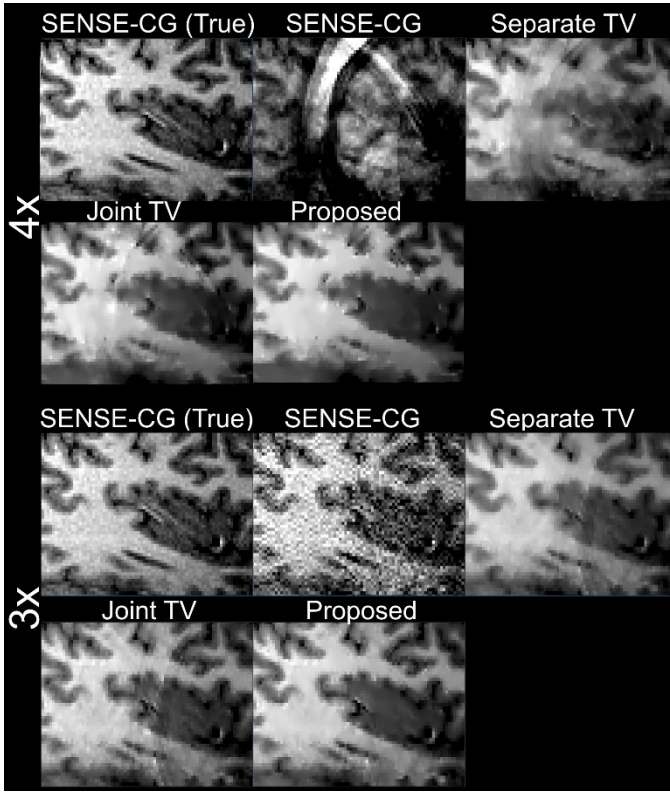 SENSE-CG (True) SENSE-CG Separate TV
4x
Joint TV Proposed
SENSE-CG (True) SENSE-CG Separate TV
3x
Joint TV Proposed